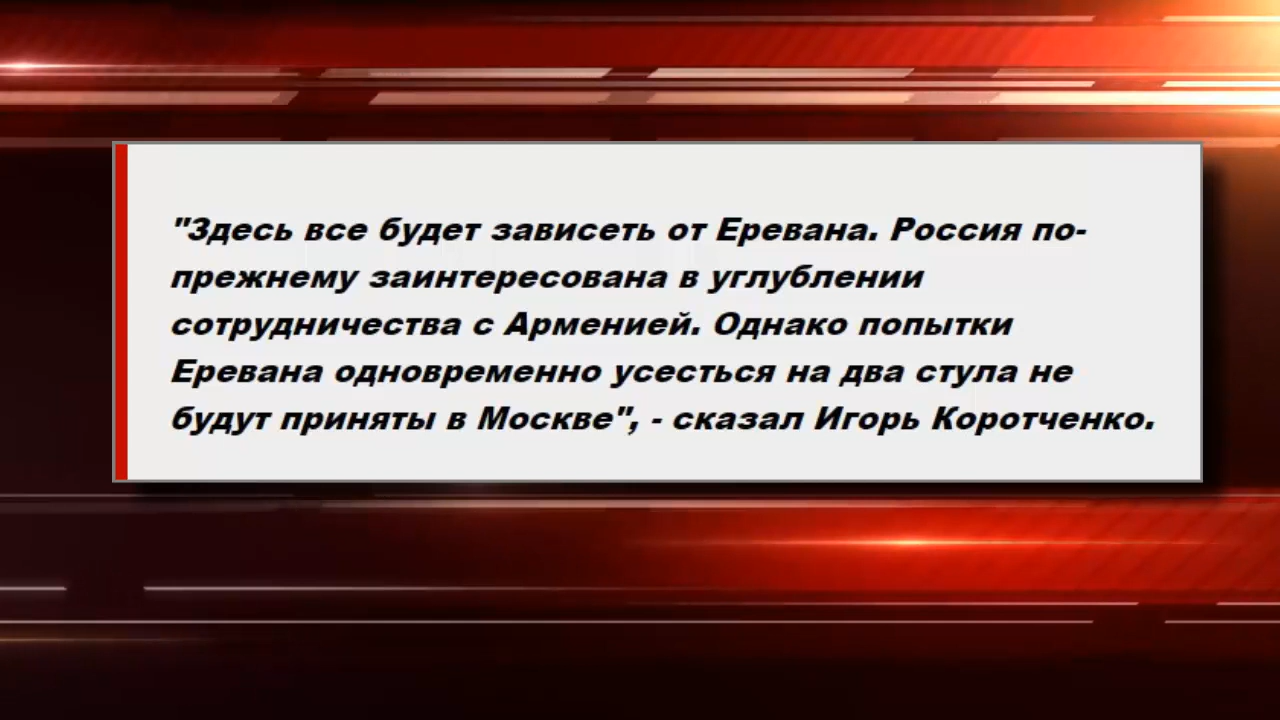 "Здесь все будет зависеть от Еревана. Россия по-
прежнему заинтересована в углублении
сотрудничества с Арменией. Однако попытки
Еревана одновременно усесться на два стула не
будут приняты в Москве", - сказал Игорь Коротченко.